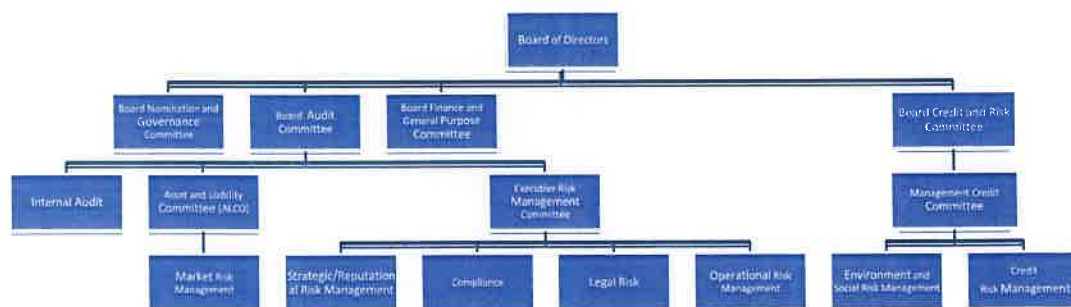 Board of Directors
Board Nomination and
Governance
Committee
Board Audit
Committee
Board Finance and
General Purpose
Committee
Board Credit and Risk
Committee
Internal Audit
Asset and Liability
Committee (ALCO)
Executive Risk
Management
Committee
Management Credit
Committee
Market Risk
Management
Strategic/Reputation
al Risk Management
Compliance
Legal Risk
Operational Risk
Management
Environment and
Social Risk Management
Credit
Risk Management